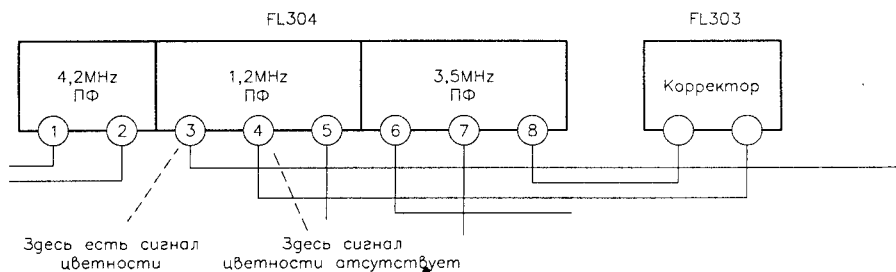 FL304
FL303
4,2MHz
ПФ
1,2MHz
ПФ
3,5MHz
ПФ
Корректор
1
2
3
4
5
6
7
8
Здесь есть сигнал
цветности
Здесь сигнал
цветности отсутствует